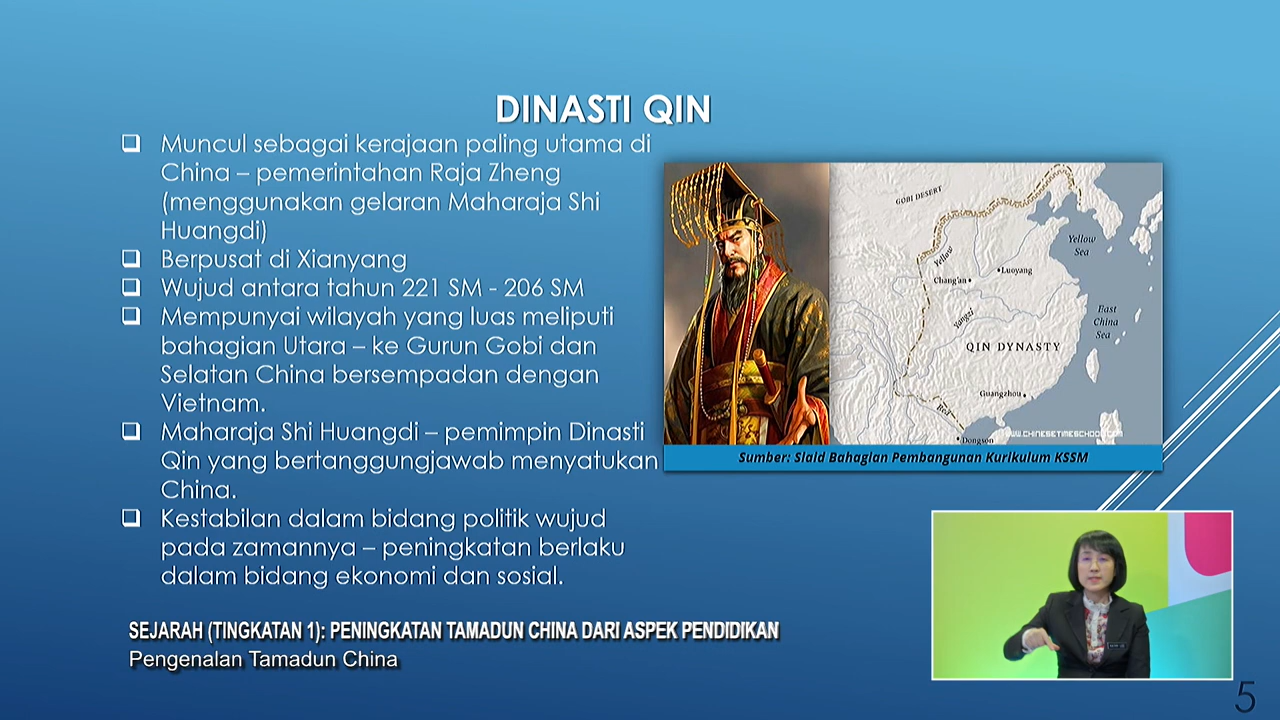 DINASTI QIN
❑ Muncul sebagai kerajaan paling utama di
China – pemerintahan Raja Zheng
(menggunakan gelaran Maharaja Shi
Huangdi)
❑ Berpusat di Xianyang
❑ Wujud antara tahun 221 SM - 206 SM
❑ Mempunyai wilayah yang luas meliputi
bahagian Utara – ke Gurun Gobi dan
Selatan China bersempadan dengan
Vietnam.
❑ Maharaja Shi Huangdi – pemimpin Dinasti
Qin yang bertanggungjawab menyatukan
China.
❑ Kestabilan dalam bidang politik wujud
pada zamannya – peningkatan berlaku
dalam bidang ekonomi dan sosial.
GOBI DESERT
Yellow
Sea
Yellow
Luoyang
Chang'an
Yangzi
East
China
Sea
QIN DYNASTY
Guangzhou
Red
WWW.CHINESETIMESCHOOL.COM
Dongson
Sumber: Slaid Bahagian Pembangunan Kurikulum KSSM
SEJARAH (TINGKATAN 1): PENINGKATAN TAMADUN CHINA DARI ASPEK PENDIDIKAN
Pengenalan Tamadun China
5